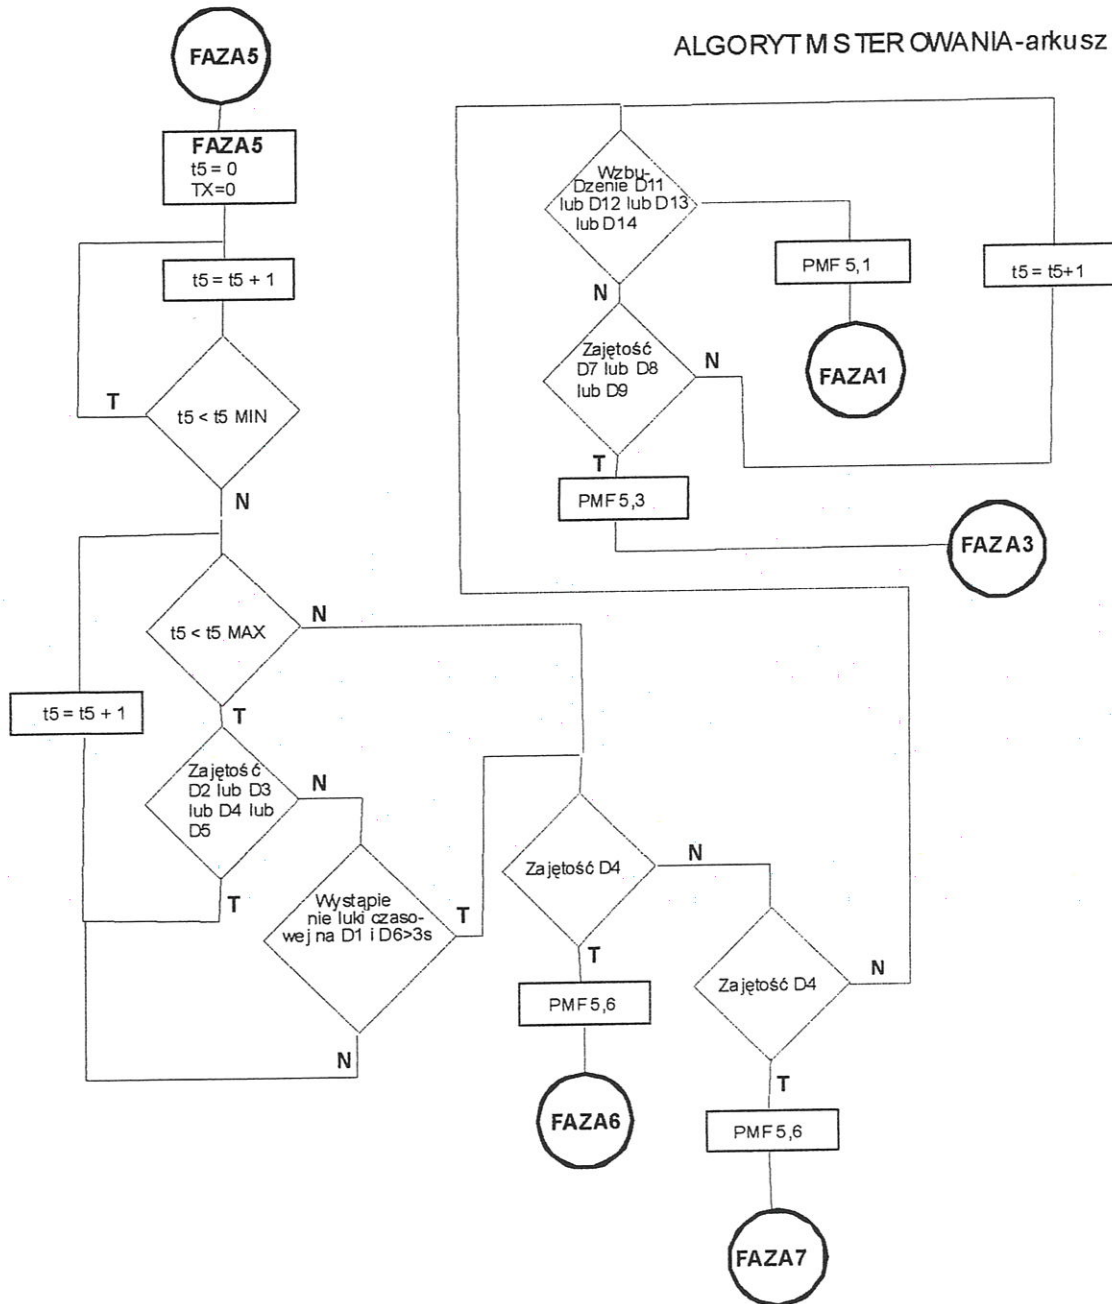 ALGORYTM STEROWANIA-arkusz
FAZA5
FAZA5
t5 = 0
TX=0
t5 = t5 + 1
T
t5 < t5 MIN
N
t5 < t5 MAX
N
t5 = t5 + 1
T
Zajętość
D2 lub D3
lub D4 lub
D5
N
T
Wystąpie
nie luki czaso-
wej na D1 i D6>3s
T
N
Zajętość D4
N
T
PMF 5,6
FAZA6
Zajętość D4
N
T
PMF 5,6
FAZA7
Wzbu-
Dzenie D11
lub D12 lub D13
lub D14
N
PMF 5,1
FAZA1
t5 = t5+1
Zajętość
D7 lub D8
lub D9
N
T
PMF 5,3
FAZA3